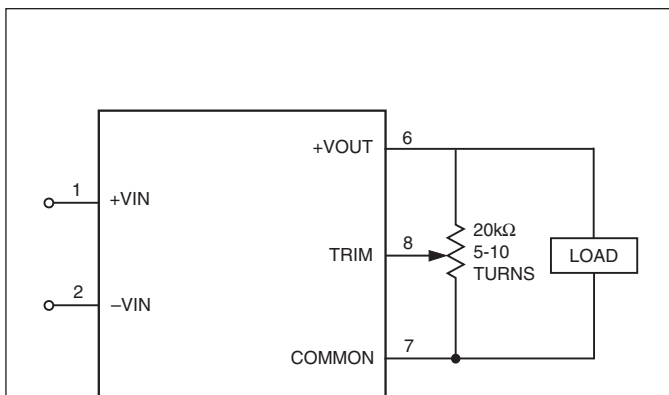 +VOUT
6
1
+VIN
20kΩ
5-10
TURNS
TRIM
8
LOAD
2
−VIN
COMMON
7